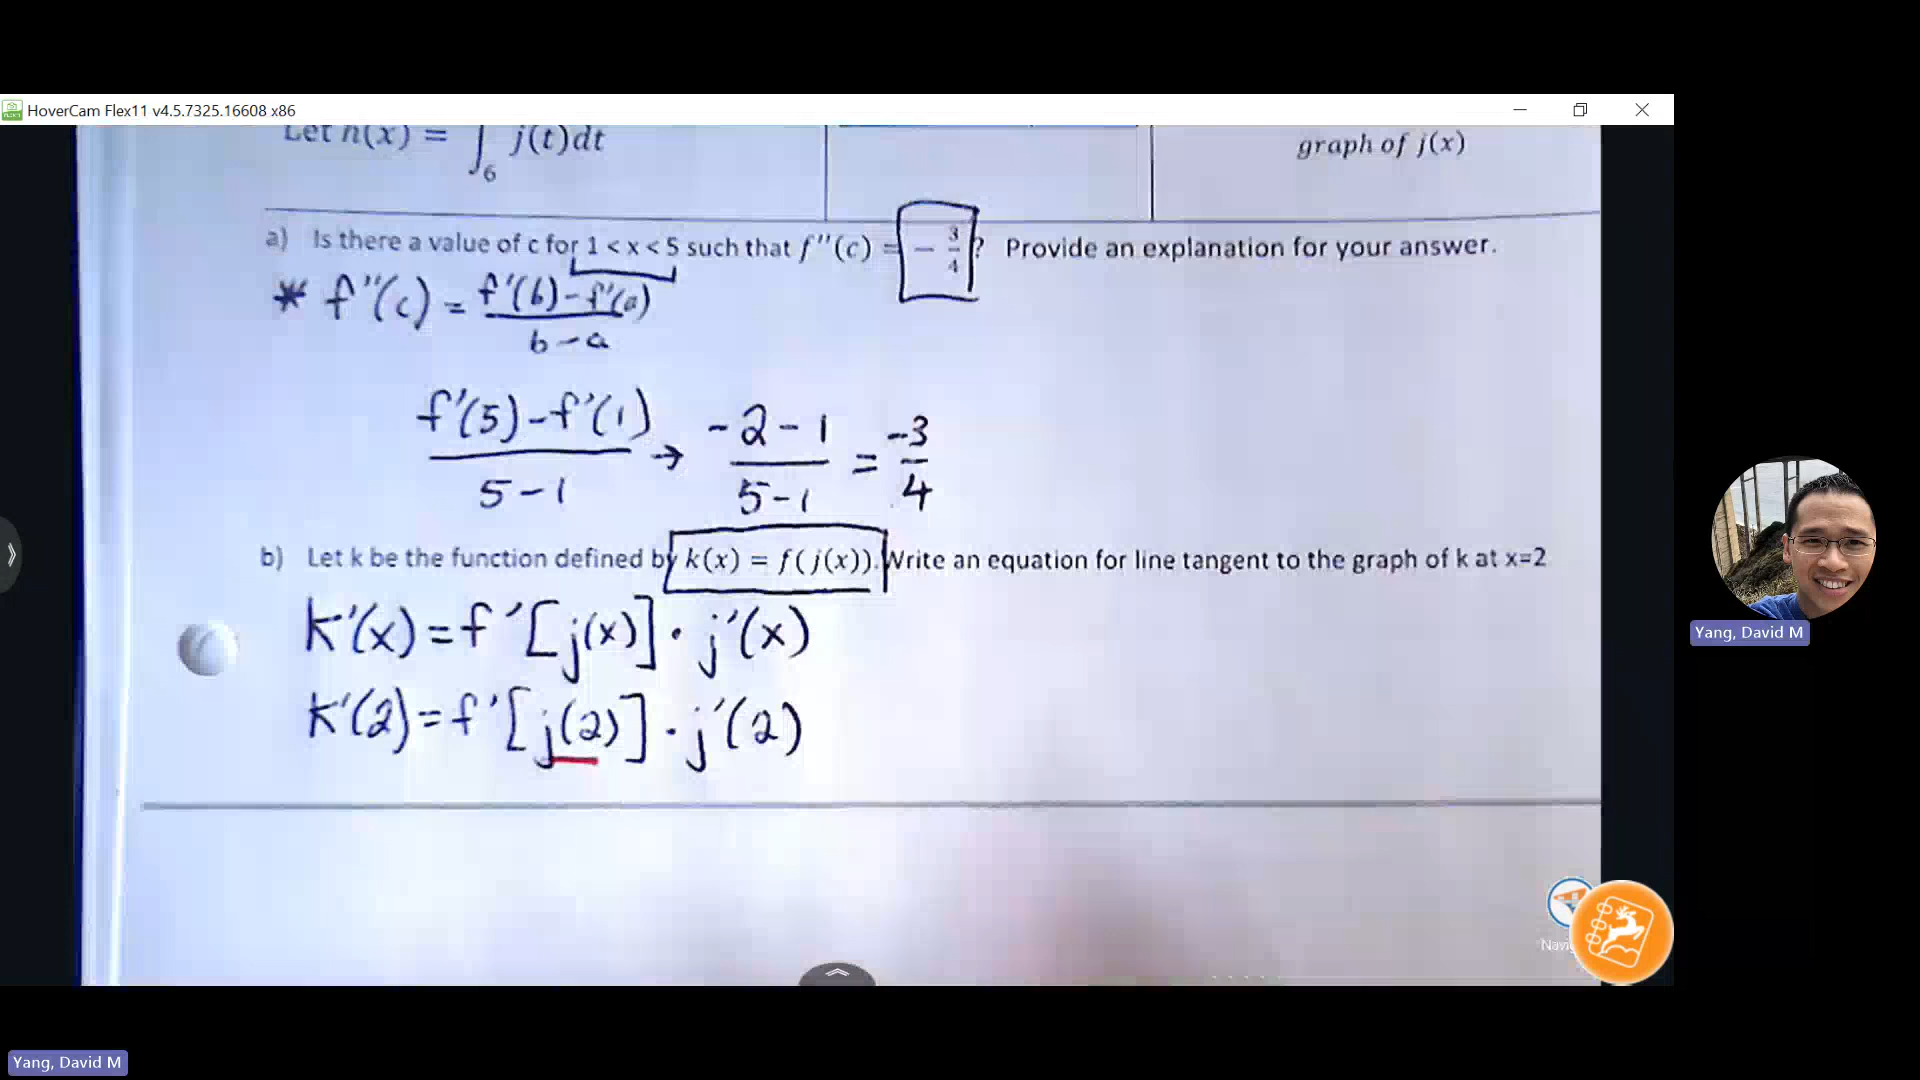 HoverCam Flex11 v4.5.7325.16608 x86
Let h(x) = ∫₆ j(t)dt
graph of j(x)
a) Is there a value of c for 1 < x < 5 such that f''(c) = -3/4? Provide an explanation for your answer.
* f''(c) = f'(b)-f'(a) / b-a
f'(5)-f'(1) / 5-1 → -2-1 / 5-1 = -3/4
b) Let k be the function defined by k(x) = f(j(x)). Write an equation for line tangent to the graph of k at x=2
k'(x)=f'[j(x)]·j'(x)
k'(2)=f'[j(2)]·j'(2)
Yang, David M
Yang, David M